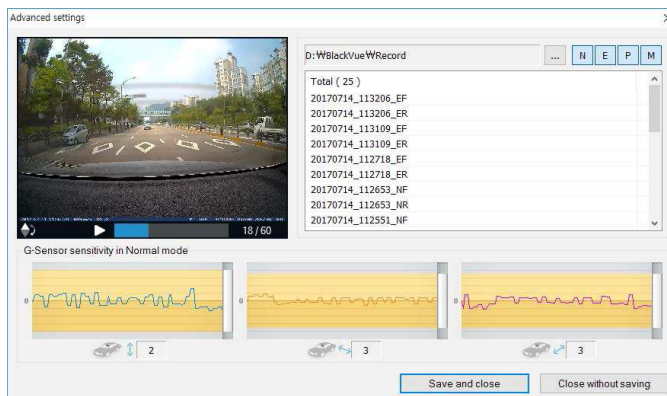 Advanced settings
D:₩BlackVue₩Record
... N E P M
Total ( 25 )
20170714_113206_EF
20170714_113206_ER
20170714_113109_EF
20170714_113109_ER
20170714_112718_EF
20170714_112718_ER
20170714_112653_NF
20170714_112653_NR
20170714_112551_NF
18 / 60
G-Sensor sensitivity in Normal mode
0 0 0
2 3 3
Save and close Close without saving